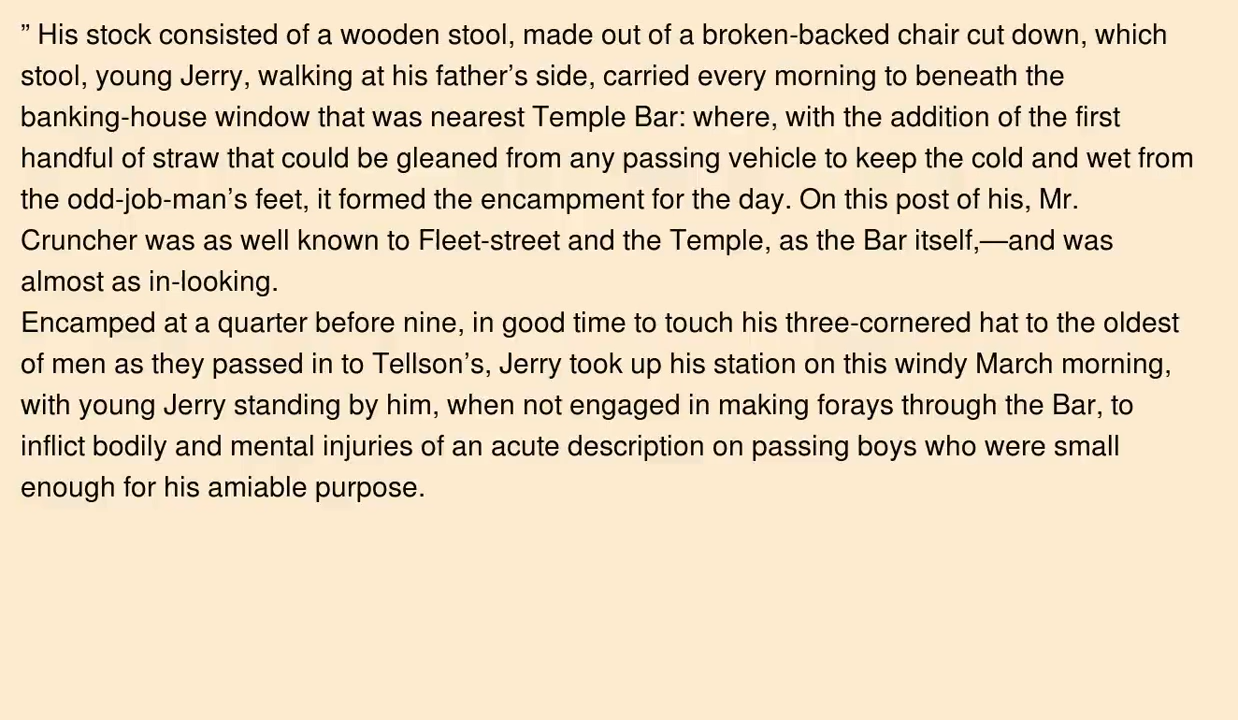 ” His stock consisted of a wooden stool, made out of a broken-backed chair cut down, which
stool, young Jerry, walking at his father’s side, carried every morning to beneath the
banking-house window that was nearest Temple Bar: where, with the addition of the first
handful of straw that could be gleaned from any passing vehicle to keep the cold and wet from
the odd-job-man’s feet, it formed the encampment for the day. On this post of his, Mr.
Cruncher was as well known to Fleet-street and the Temple, as the Bar itself,—and was
almost as in-looking.
Encamped at a quarter before nine, in good time to touch his three-cornered hat to the oldest
of men as they passed in to Tellson’s, Jerry took up his station on this windy March morning,
with young Jerry standing by him, when not engaged in making forays through the Bar, to
inflict bodily and mental injuries of an acute description on passing boys who were small
enough for his amiable purpose.